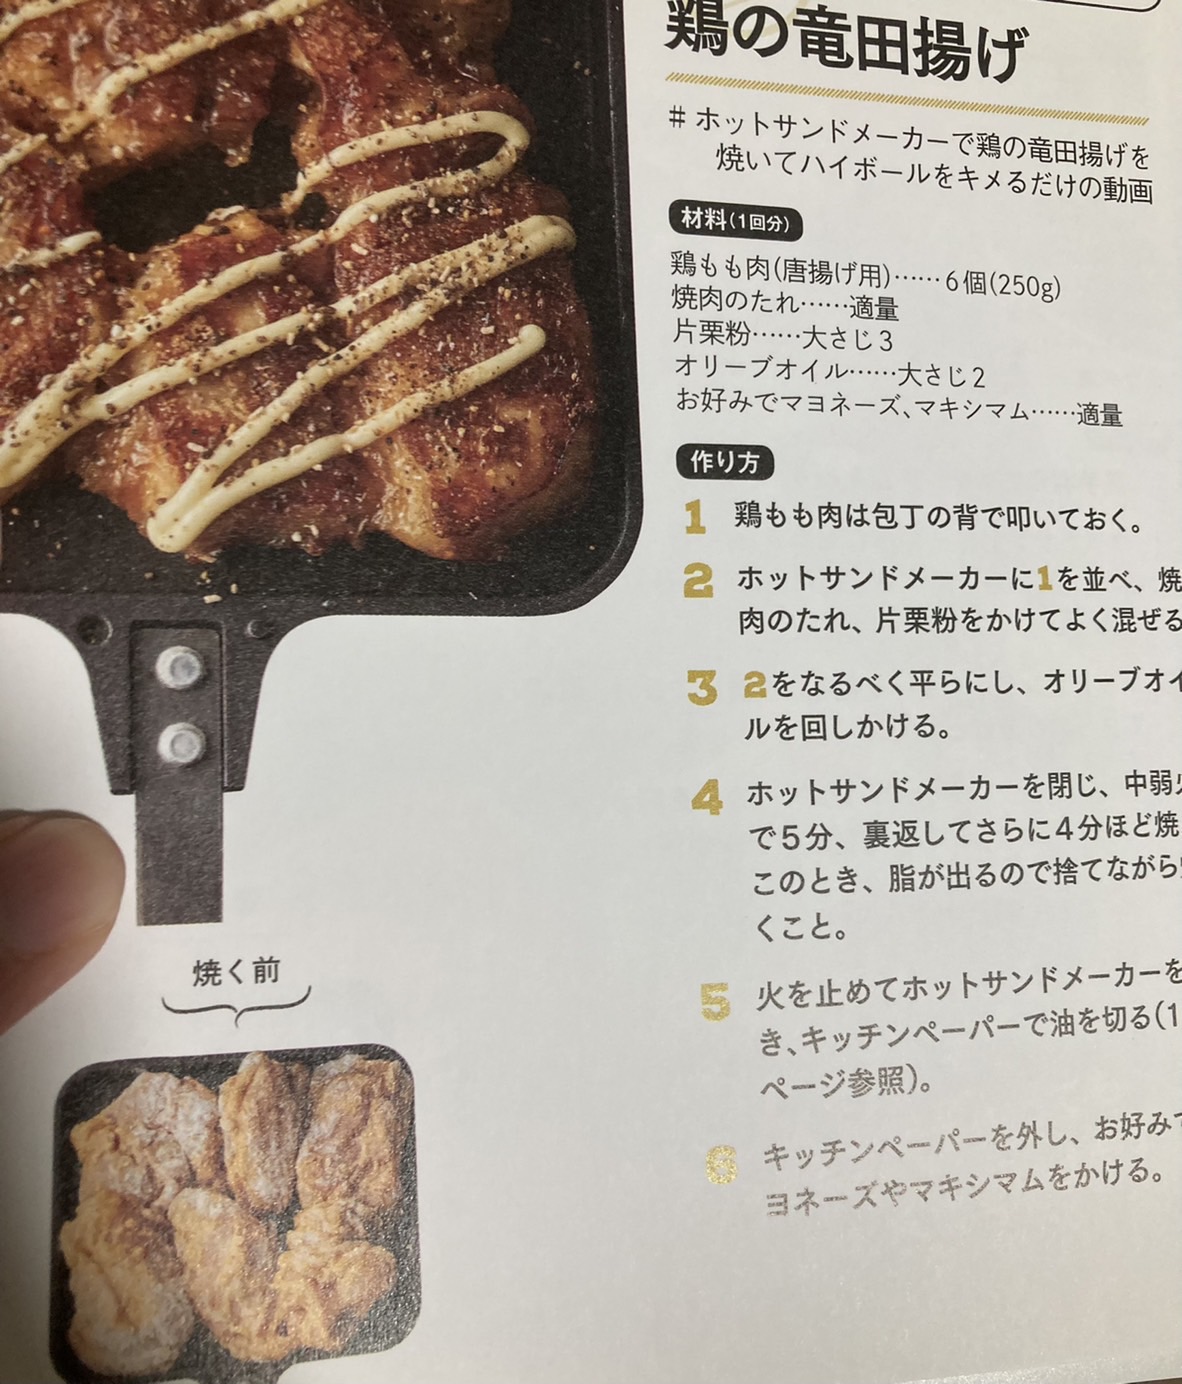 鶏の竜田揚げ
# ホットサンドメーカーで鶏の竜田揚げを
焼いてハイボールをキメるだけの動画
材料(1回分)
鶏もも肉(唐揚げ用)……6個(250g)
焼肉のたれ……適量
片栗粉……大さじ3
オリーブオイル……大さじ2
お好みでマヨネーズ、マキシマム……適量
作り方
1 鶏もも肉は包丁の背で叩いておく。
2 ホットサンドメーカーに1を並べ、焼
肉のたれ、片栗粉をかけてよく混ぜる
3 2をなるべく平らにし、オリーブオイ
ルを回しかける。
4 ホットサンドメーカーを閉じ、中弱
で5分、裏返してさらに4分ほど焼
このとき、脂が出るので捨てながら
くこと。
5 火を止めてホットサンドメーカーを
き、キッチンペーパーで油を切る(1
ページ参照)。
6 キッチンペーパーを外し、お好みで
ヨネーズやマキシマムをかける。
焼く前